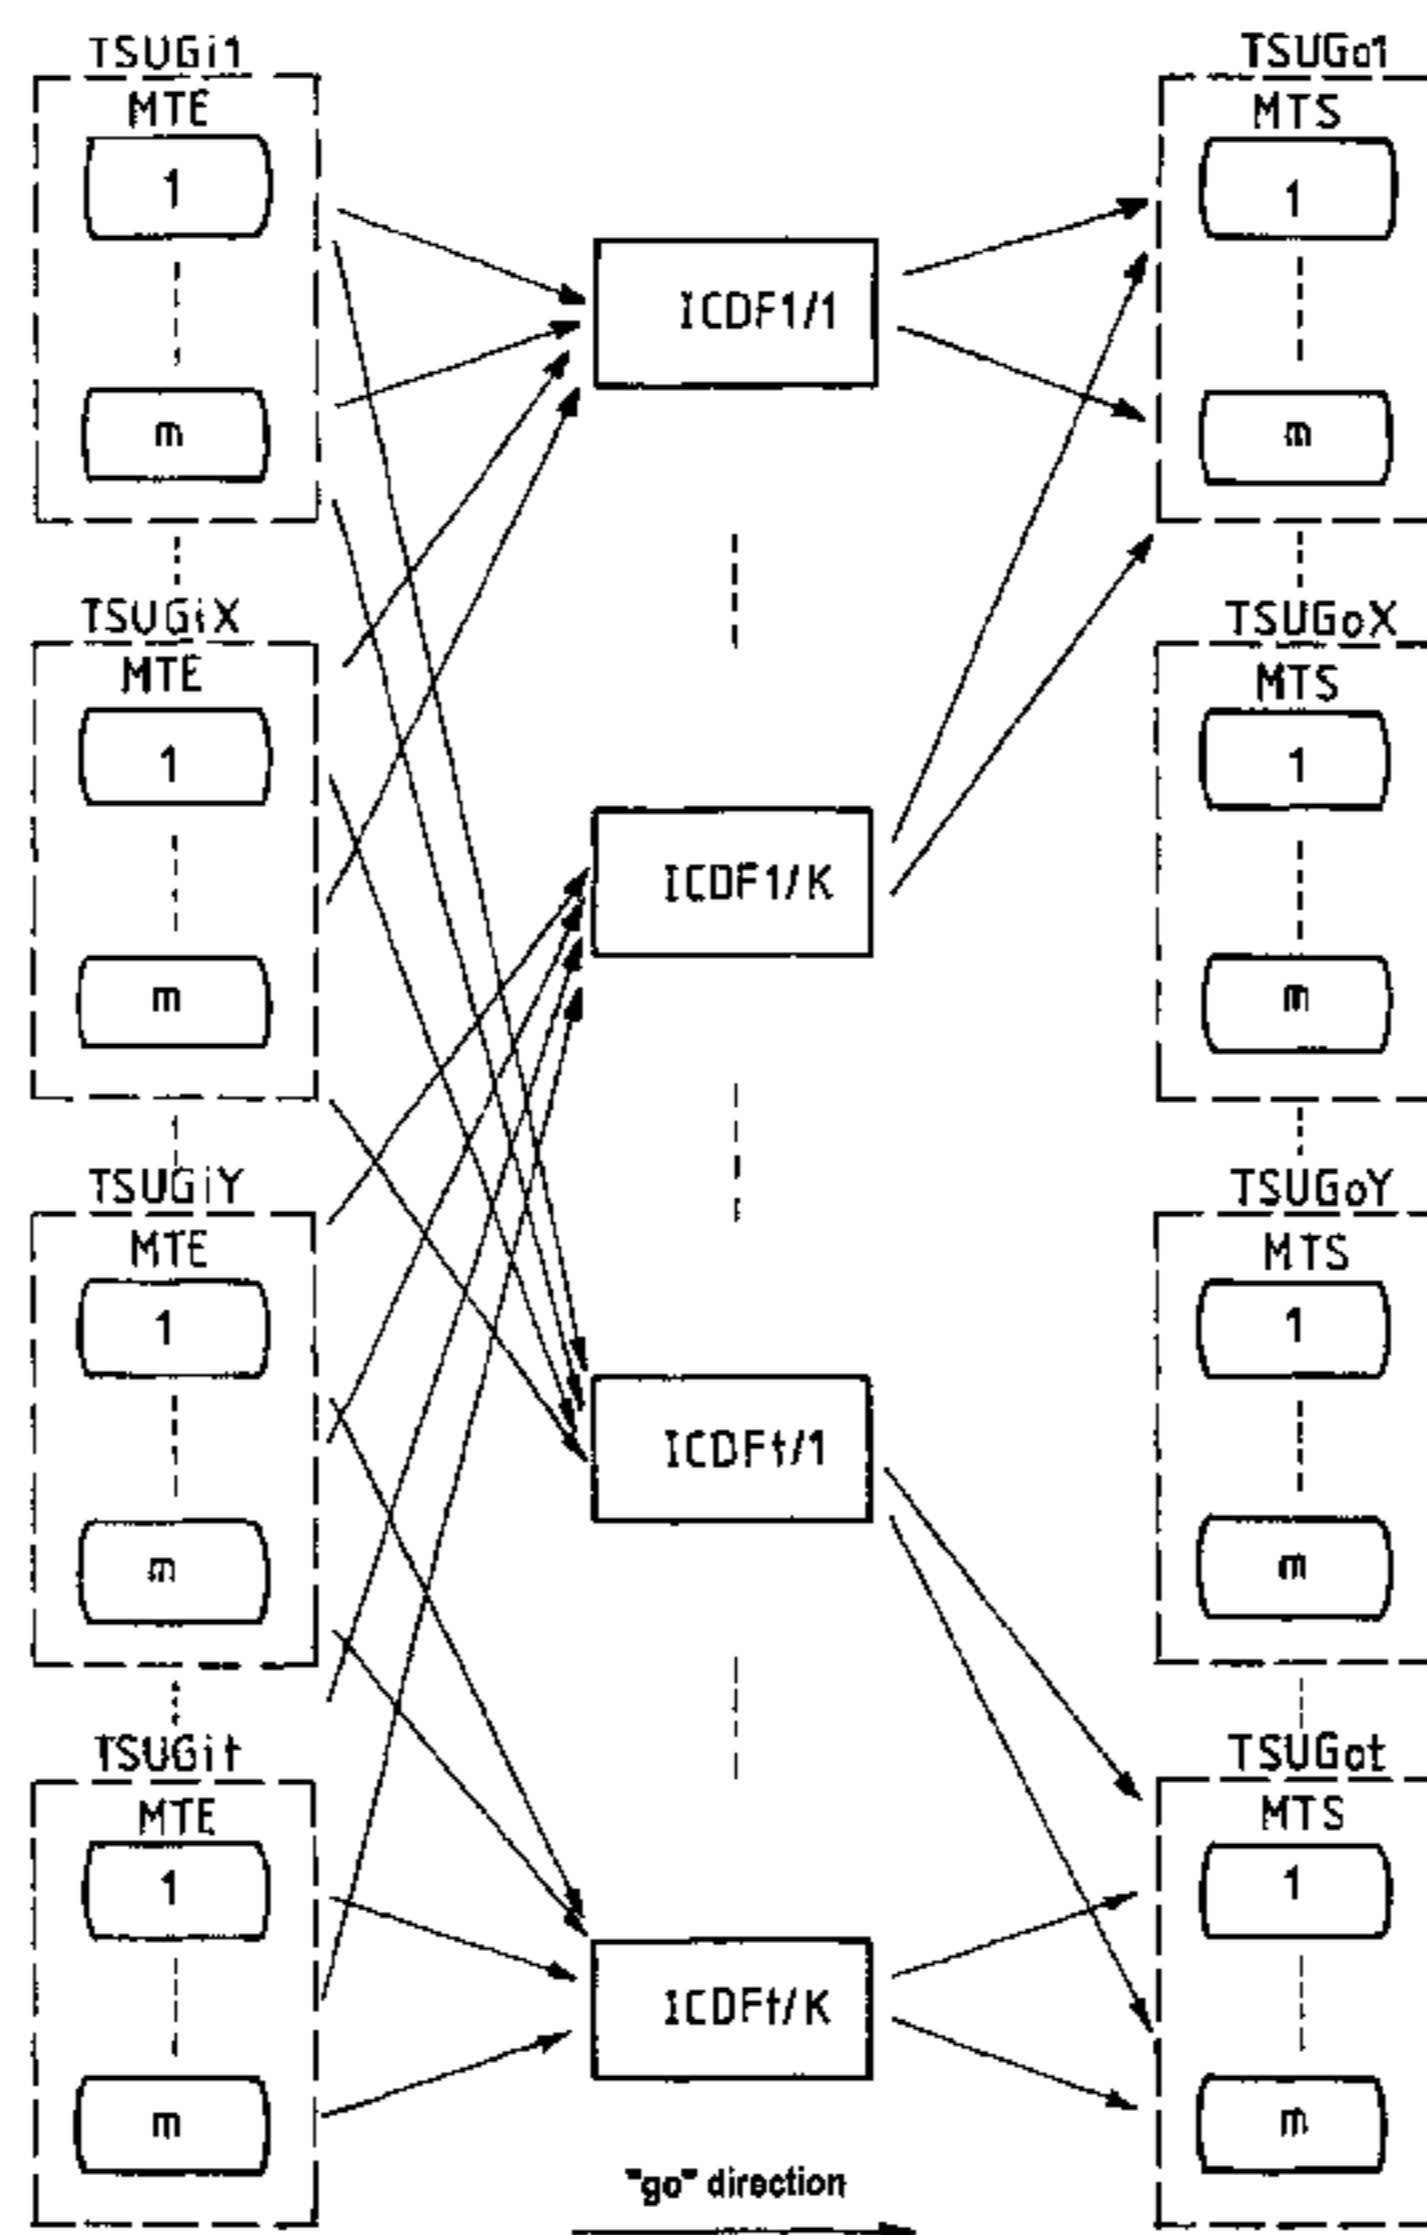 TSUGi1
MTE
1
m
TSUGiX
MTE
1
m
TSUGiY
MTE
1
m
TSUGit
MTE
1
m
ICDF1/1
ICDF1/K
ICDFt/1
ICDFt/K
"go" direction
TSUGo1
MTS
1
m
TSUGoX
MTS
1
m
TSUGoY
MTS
1
m
TSUGot
MTS
1
m